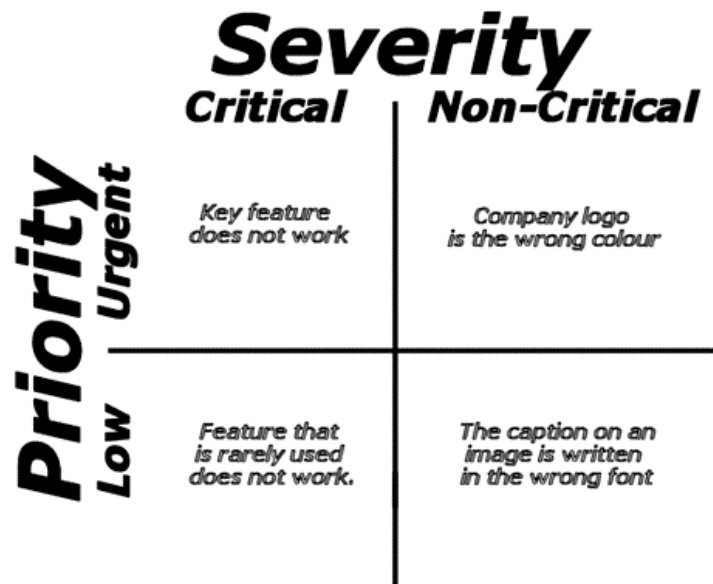 Severity
Critical
Non-Critical
Priority
Urgent
Key feature
does not work
Company logo
is the wrong colour
Low
Feature that
is rarely used
does not work.
The caption on an
image is written
in the wrong font